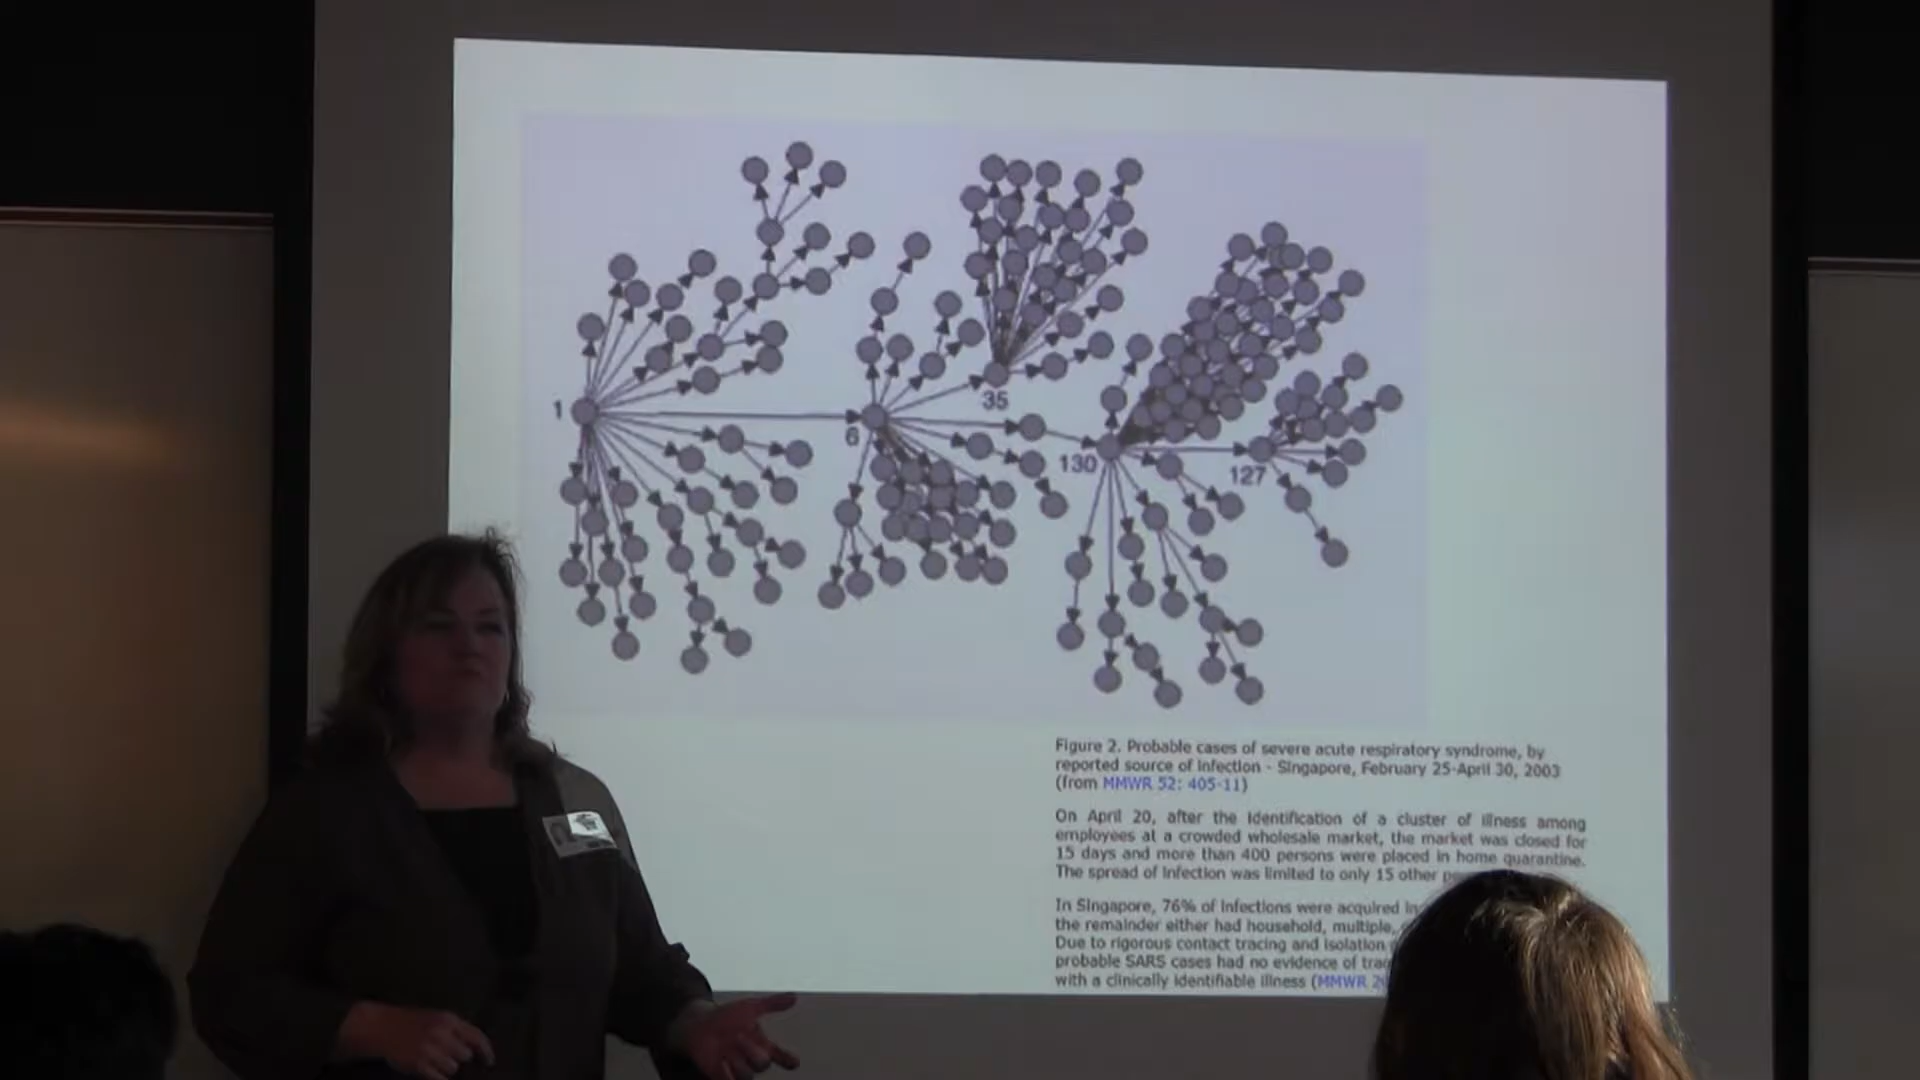 1
6
35
130
127
Figure 2. Probable cases of severe acute respiratory syndrome, by
reported source of infection - Singapore, February 25-April 30, 2003
(from MMWR 52: 405-11)
On April 20, after the identification of a cluster of illness among
employees at a crowded wholesale market, the market was closed for
15 days and more than 400 persons were placed in home quarantine.
The spread of infection was limited to only 15 other
In Singapore, 76% of infections were acquired
the remainder either had household, multiple,
Due to rigorous contact tracing and isolation
probable SARS cases had no evidence of
with a clinically identifiable illness (MMWR